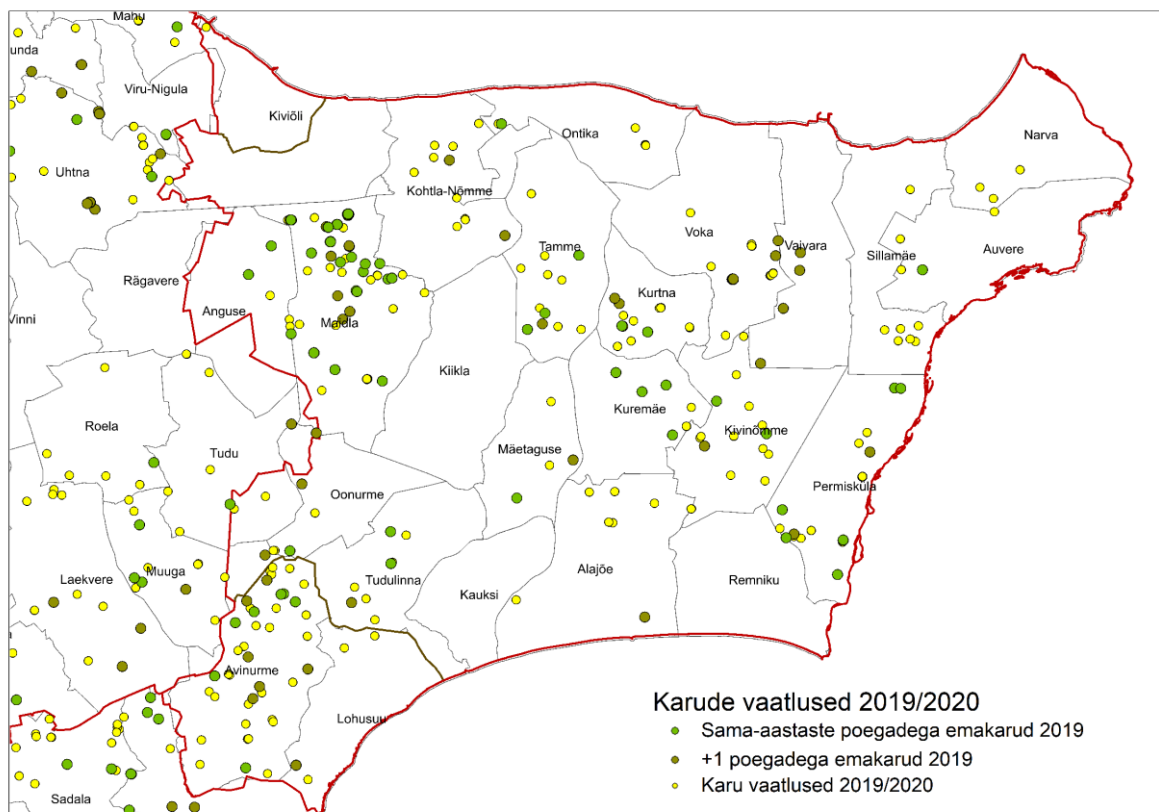 Mahu
unda
Viru-Nigula
Kiviõli
Ontika
Narva
Uhtna
Kohtla-Nõmme
Tamme
Voka
Vaivara
Sillamäe
Auvere
Rägavere
Anguse
Kurtna
Vinni
Maidla
Kiikla
Kuremäe
Kivinõmme
Roela
Tudu
Mäetaguse
Permisküla
Oonurme
Laekvere
Muuga
Tudulinna
Kauksi
Alajõe
Remniku
Avinurme
Lohusuu
Sadala
Karude vaatlused 2019/2020
Sama-aastaste poegadega emakarud 2019
+1 poegadega emakarud 2019
Karu vaatlused 2019/2020